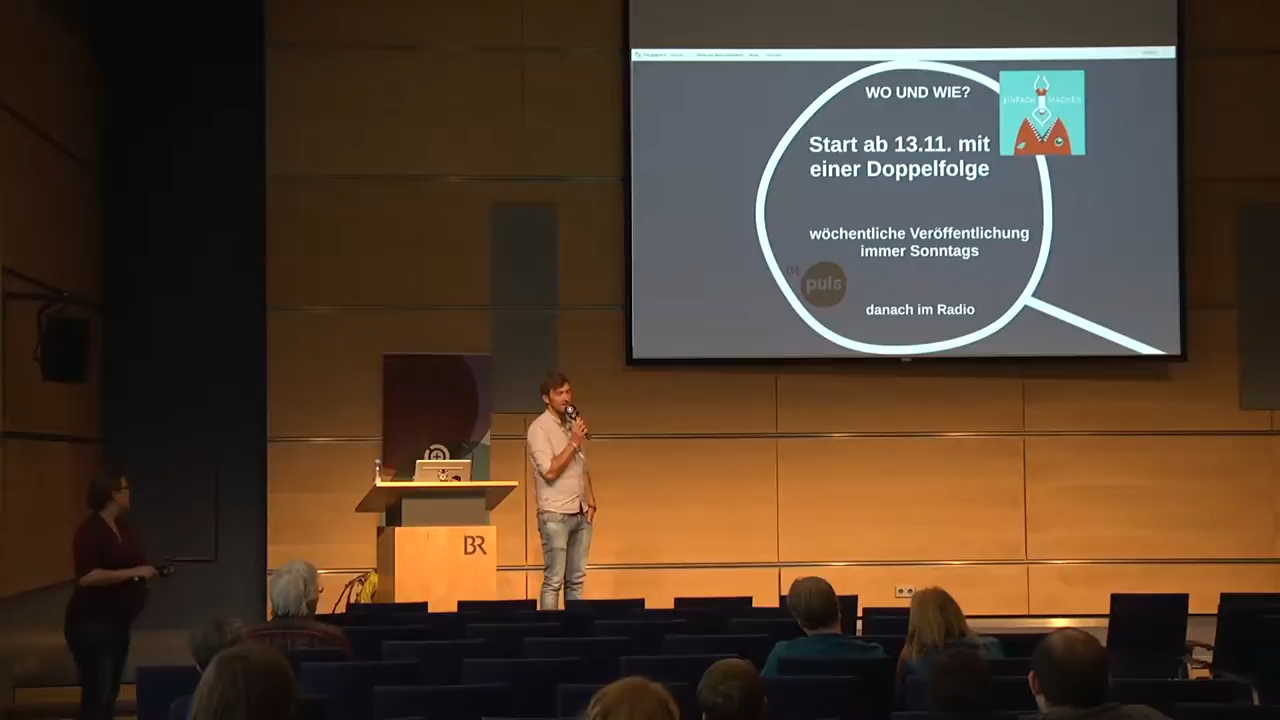 WO UND WIE?
EINFACH MACHEN
Start ab 13.11. mit
einer Doppelfolge
wöchentliche Veröffentlichung
immer Sonntags
BR
puls
danach im Radio
BR